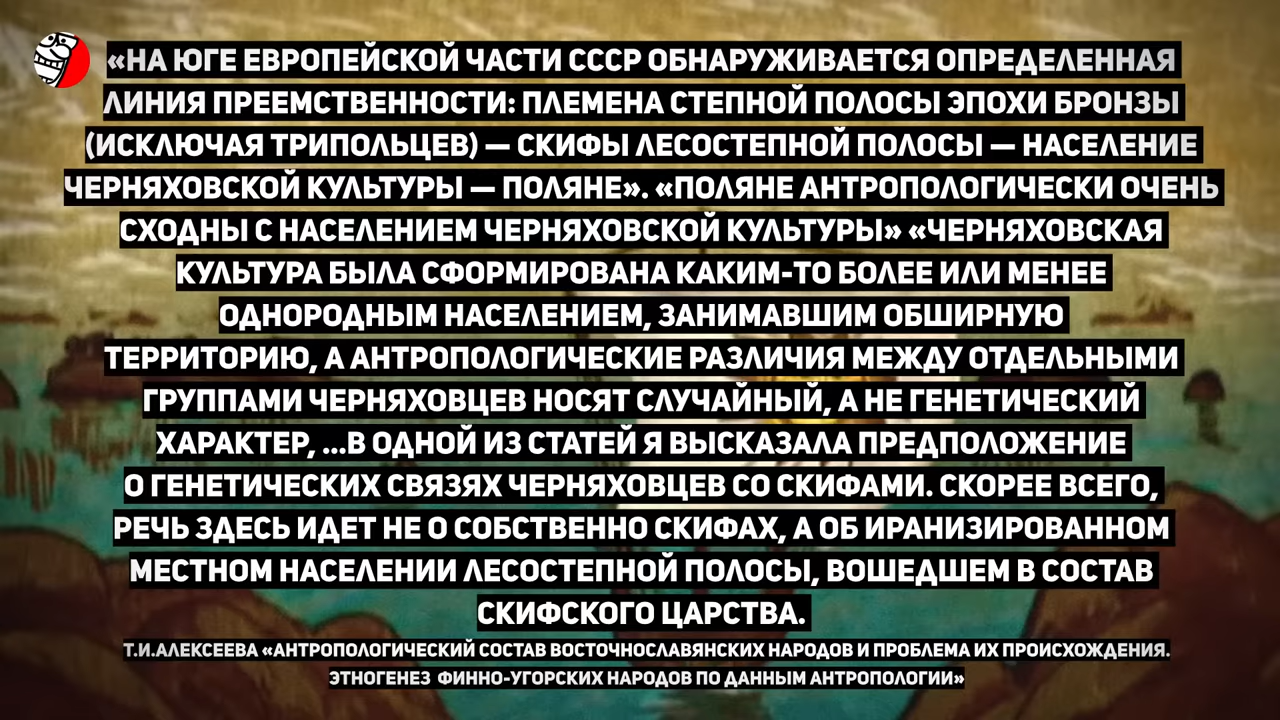 «НА ЮГЕ ЕВРОПЕЙСКОЙ ЧАСТИ СССР ОБНАРУЖИВАЕТСЯ ОПРЕДЕЛЕННАЯ
ЛИНИЯ ПРЕЕМСТВЕННОСТИ: ПЛЕМЕНА СТЕПНОЙ ПОЛОСЫ ЭПОХИ БРОНЗЫ
(ИСКЛЮЧАЯ ТРИПОЛЬЦЕВ) — СКИФЫ ЛЕСОСТЕПНОЙ ПОЛОСЫ — НАСЕЛЕНИЕ
ЧЕРНЯХОВСКОЙ КУЛЬТУРЫ — ПОЛЯНЕ». «ПОЛЯНЕ АНТРОПОЛОГИЧЕСКИ ОЧЕНЬ
СХОДНЫ С НАСЕЛЕНИЕМ ЧЕРНЯХОВСКОЙ КУЛЬТУРЫ» «ЧЕРНЯХОВСКАЯ
КУЛЬТУРА БЫЛА СФОРМИРОВАНА КАКИМ-ТО БОЛЕЕ ИЛИ МЕНЕЕ
ОДНОРОДНЫМ НАСЕЛЕНИЕМ, ЗАНИМАВШИМ ОБШИРНУЮ
ТЕРРИТОРИЮ, А АНТРОПОЛОГИЧЕСКИЕ РАЗЛИЧИЯ МЕЖДУ ОТДЕЛЬНЫМИ
ГРУППАМИ ЧЕРНЯХОВЦЕВ НОСЯТ СЛУЧАЙНЫЙ, А НЕ ГЕНЕТИЧЕСКИЙ
ХАРАКТЕР, ...В ОДНОЙ ИЗ СТАТЕЙ Я ВЫСКАЗАЛА ПРЕДПОЛОЖЕНИЕ
О ГЕНЕТИЧЕСКИХ СВЯЗЯХ ЧЕРНЯХОВЦЕВ СО СКИФАМИ. СКОРЕЕ ВСЕГО,
РЕЧЬ ЗДЕСЬ ИДЕТ НЕ О СОБСТВЕННО СКИФАХ, А ОБ ИРАНИЗИРОВАННОМ
МЕСТНОМ НАСЕЛЕНИИ ЛЕСОСТЕПНОЙ ПОЛОСЫ, ВОШЕДШЕМ В СОСТАВ
СКИФСКОГО ЦАРСТВА.
Т.И.АЛЕКСЕЕВА «АНТРОПОЛОГИЧЕСКИЙ СОСТАВ ВОСТОЧНОСЛАВЯНСКИХ НАРОДОВ И ПРОБЛЕМА ИХ ПРОИСХОЖДЕНИЯ.
ЭТНОГЕНЕЗ ФИННО-УГОРСКИХ НАРОДОВ ПО ДАННЫМ АНТРОПОЛОГИИ»